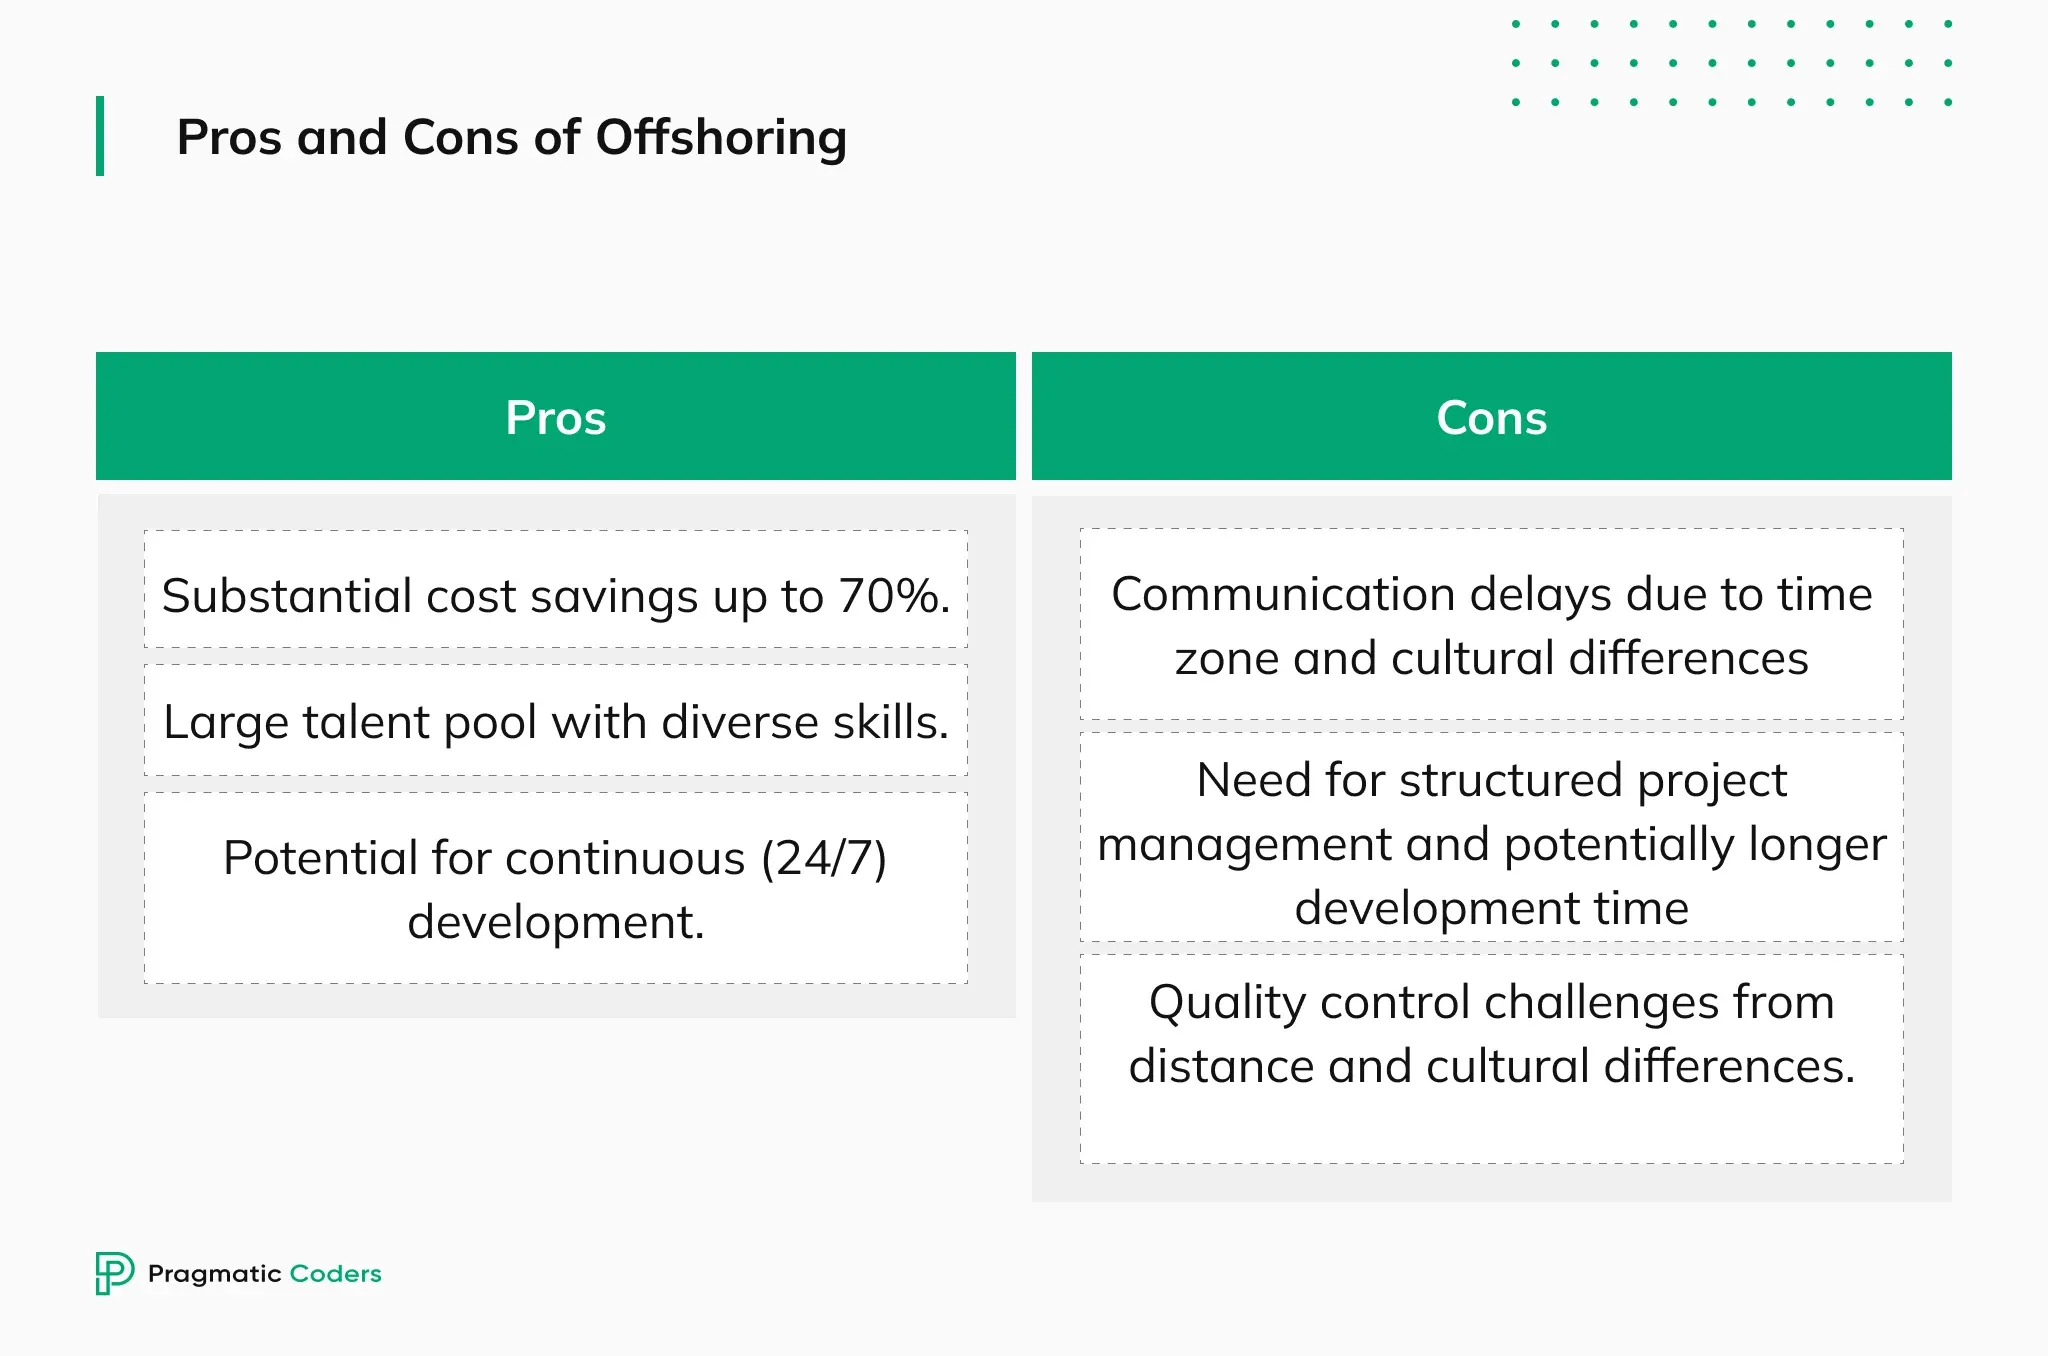 Pros and Cons of Offshoring
Pros
Substantial cost savings up to 70%.
Large talent pool with diverse skills.
Potential for continuous (24/7)
development.
Cons
Communication delays due to time
zone and cultural differences
Need for structured project
management and potentially longer
development time
Quality control challenges from
distance and cultural differences.
Pragmatic Coders